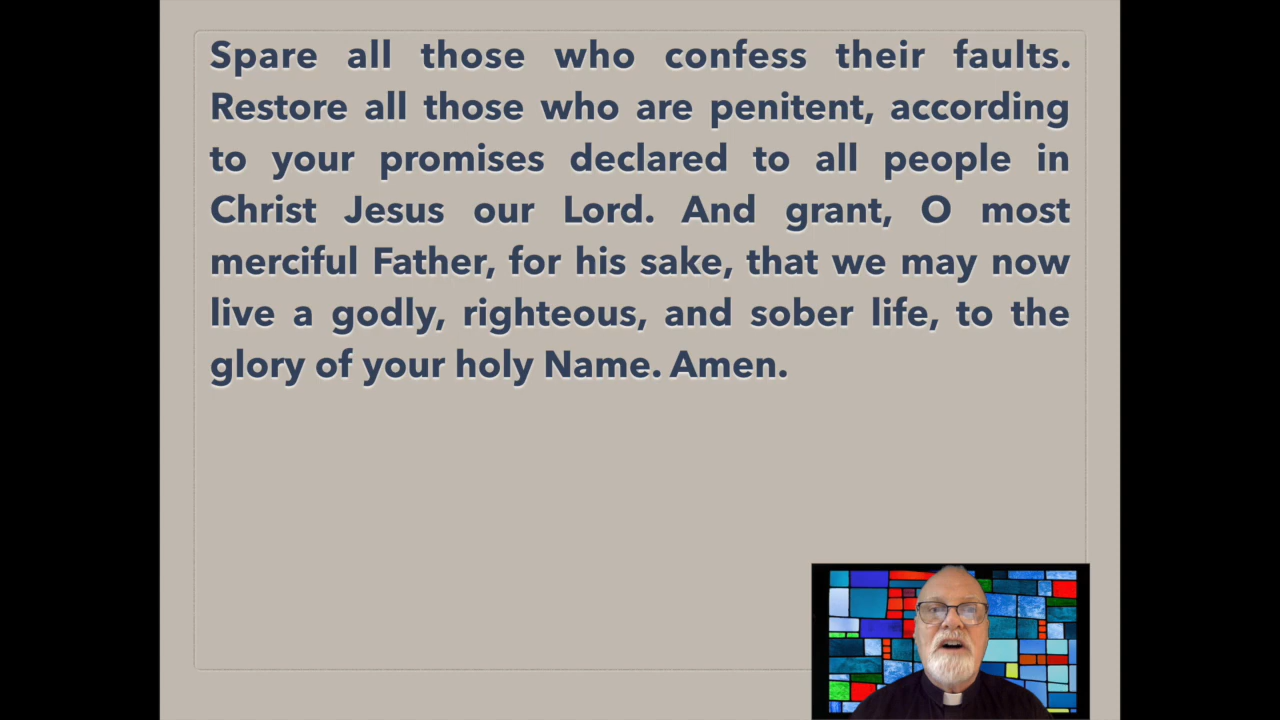 Spare all those who confess their faults.
Restore all those who are penitent, according
to your promises declared to all people in
Christ Jesus our Lord. And grant, O most
merciful Father, for his sake, that we may now
live a godly, righteous, and sober life, to the
glory of your holy Name. Amen.